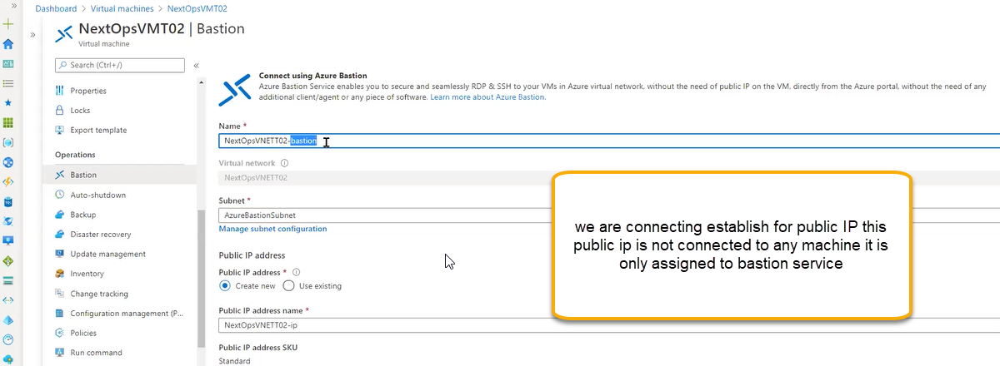 Dashboard > Virtual machines > NextOpsVMT02
NextOpsVMT02 | Bastion
Virtual machine
Search (Ctrl+/)
Properties
Locks
Export template
Operations
Bastion
Auto-shutdown
Backup
Disaster recovery
Update management
Inventory
Change tracking
Configuration management (P...
Policies
Run command
Connect using Azure Bastion
Azure Bastion Service enables you to secure and seamlessly RDP & SSH to your VMs in Azure virtual network, without the need of public IP on the VM, directly from the Azure portal, without the need of any
additional client/agent or any piece of software. Learn more about Azure Bastion.
Name *
NextOpsVNETT02-bastion
Virtual network
NextOpsVNETT02
Subnet *
AzureBastionSubnet
Manage subnet configuration
Public IP address
Public IP address *
Create new Use existing
Public IP address name *
NextOpsVNETT02-ip
Public IP address SKU
Standard
we are connecting establish for public IP this
public ip is not connected to any machine it is
only assigned to bastion service